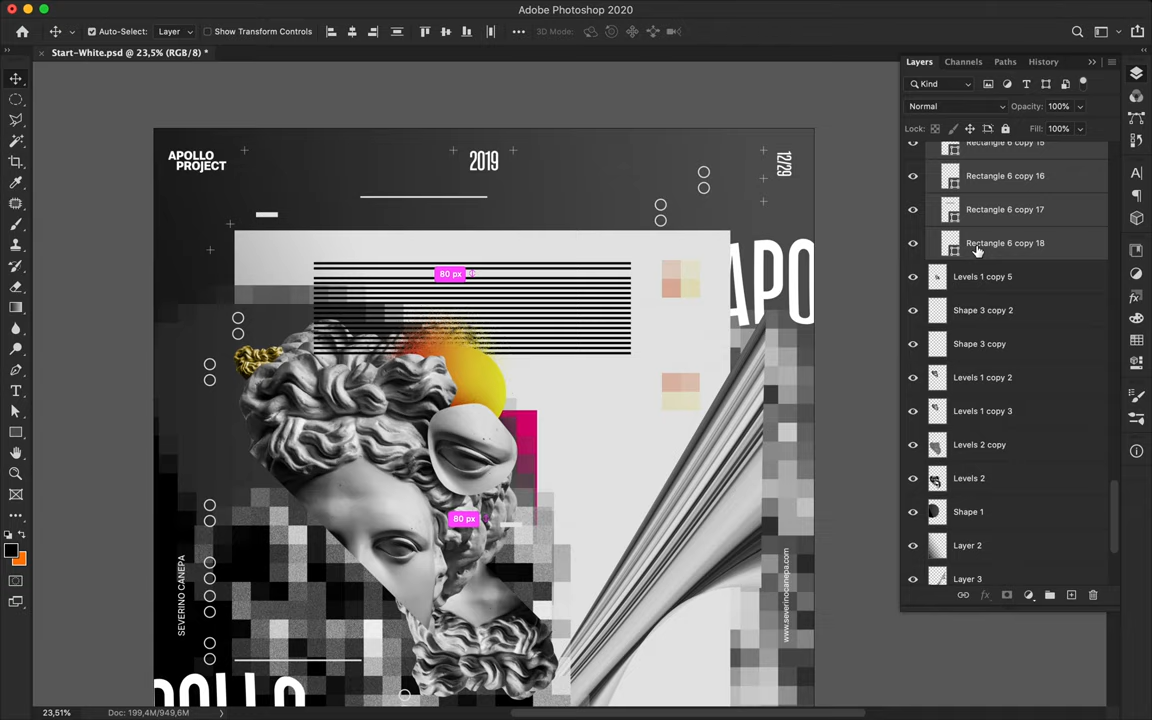 Adobe Photoshop 2020
Auto-Select:
Layer
Show Transform Controls
3D Mode:
Start-White.psd @ 23,5% (RGB/8) *
Layers
Channels
Paths
History
Kind
Normal
Opacity:
100%
Lock:
Fill:
100%
Rectangle 6 copy 15
Rectangle 6 copy 16
Rectangle 6 copy 17
Rectangle 6 copy 18
Levels 1 copy 5
Shape 3 copy 2
Shape 3 copy
Levels 1 copy 2
Levels 1 copy 3
Levels 2 copy
Levels 2
Shape 1
Layer 2
Layer 3
APOLLO
PROJECT
2019
12/29
APO
80 px
80 px
SEVERINO CANEPA
www.severinocanepa.com
POLLO
23,51%
Doc: 199,4M/949,6M